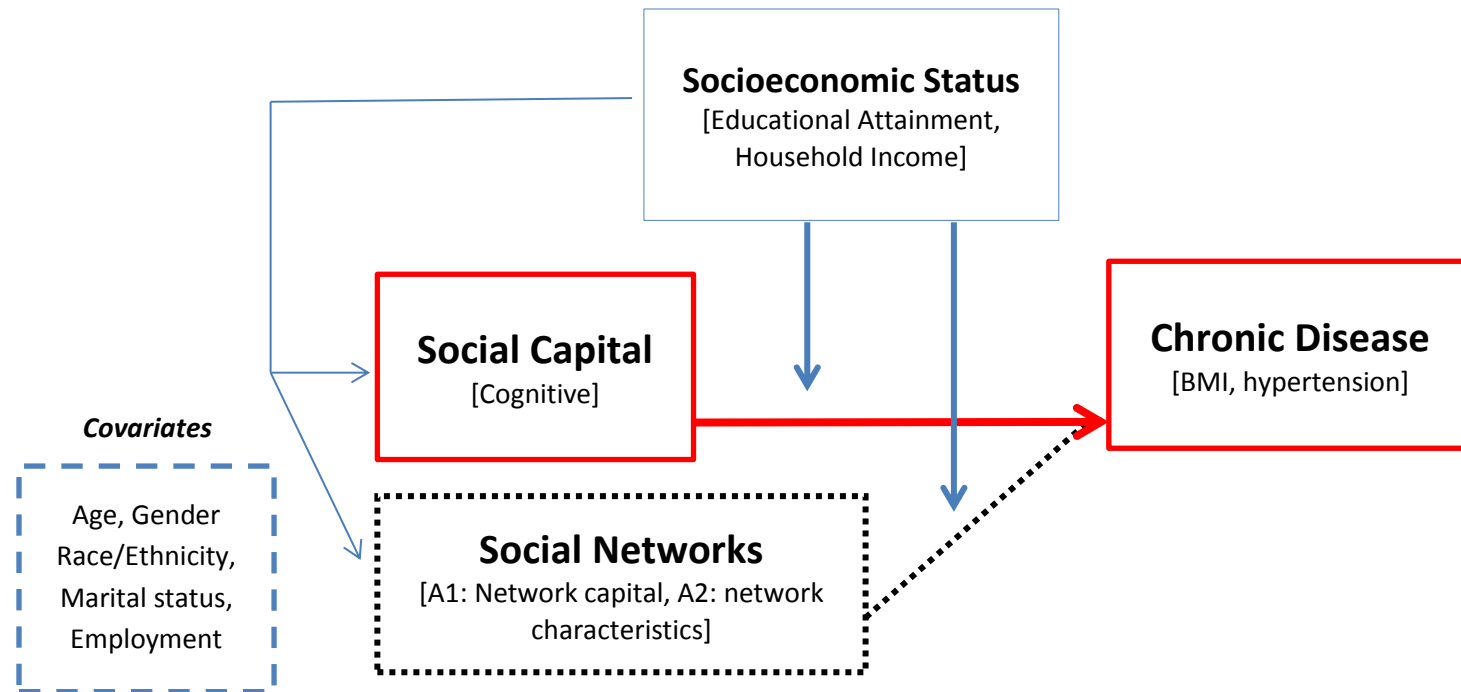 Socioeconomic Status
[Educational Attainment,
Household Income]
Social Capital
[Cognitive]
Chronic Disease
[BMI, hypertension]
Covariates
Age, Gender
Race/Ethnicity,
Marital status,
Employment
Social Networks
[A1: Network capital, A2: network
characteristics]